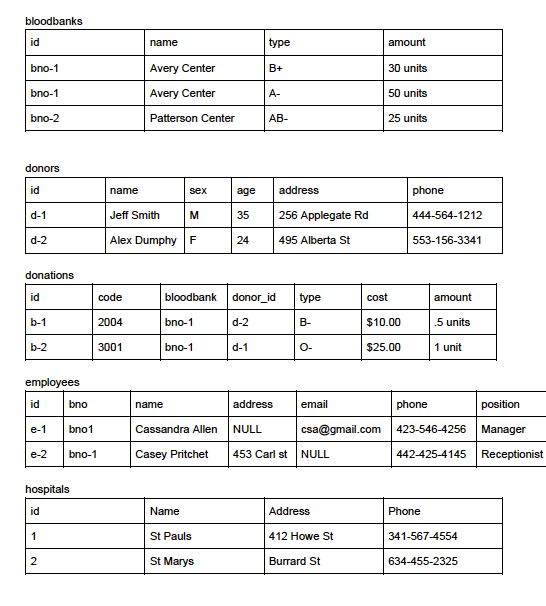 bloodbanks
id name type amount
bno-1 Avery Center B+ 30 units
bno-1 Avery Center A- 50 units
bno-2 Patterson Center AB- 25 units
donors
id name sex age address phone
d-1 Jeff Smith M 35 256 Applegate Rd 444-564-1212
d-2 Alex Dumphy F 24 495 Alberta St 553-156-3341
donations
id code bloodbank donor_id type cost amount
b-1 2004 bno-1 d-2 B- $10.00 .5 units
b-2 3001 bno-1 d-1 O- $25.00 1 unit
employees
id bno name address email phone position
e-1 bno1 Cassandra Allen NULL csa@gmail.com 423-546-4256 Manager
e-2 bno-1 Casey Pritchet 453 Carl st NULL 442-425-4145 Receptionist
hospitals
id Name Address Phone
1 St Pauls 412 Howe St 341-567-4554
2 St Marys Burrard St 634-455-2325